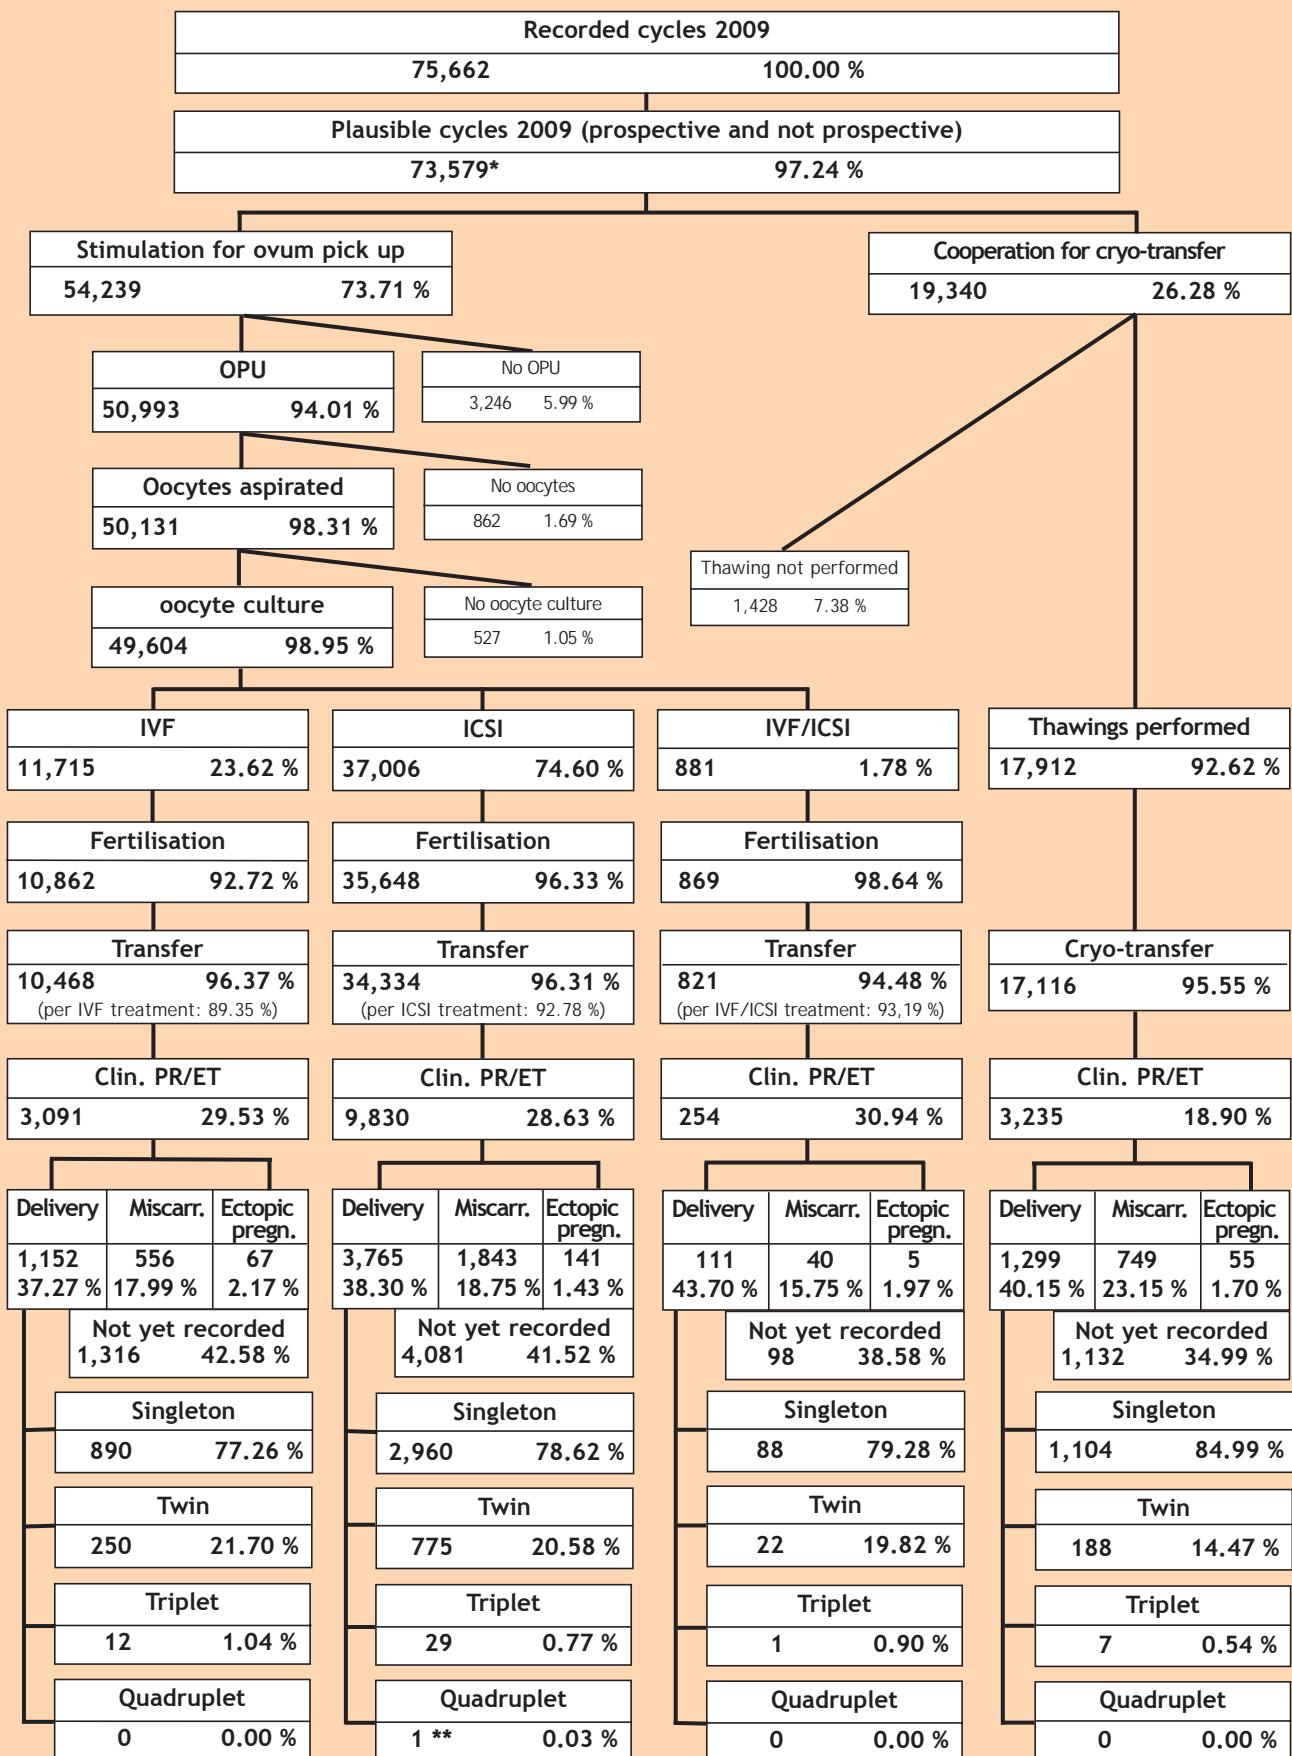 Recorded cycles 2009
75,662 100.00 %
Plausible cycles 2009 (prospective and not prospective)
73,579* 97.24 %
Stimulation for ovum pick up
54,239 73.71 %
Cooperation for cryo-transfer
19,340 26.28 %
OPU
50,993 94.01 %
No OPU
3,246 5.99 %
Oocytes aspirated
50,131 98.31 %
No oocytes
862 1.69 %
Thawing not performed
1,428 7.38 %
oocyte culture
49,604 98.95 %
No oocyte culture
527 1.05 %
IVF
11,715 23.62 %
ICSI
37,006 74.60 %
IVF/ICSI
881 1.78 %
Thawings performed
17,912 92.62 %
Fertilisation
10,862 92.72 %
Fertilisation
35,648 96.33 %
Fertilisation
869 98.64 %
Transfer
10,468 96.37 %
(per IVF treatment: 89.35 %)
Transfer
34,334 96.31 %
(per ICSI treatment: 92.78 %)
Transfer
821 94.48 %
(per IVF/ICSI treatment: 93,19 %)
Cryo-transfer
17,116 95.55 %
Clin. PR/ET
3,091 29.53 %
Clin. PR/ET
9,830 28.63 %
Clin. PR/ET
254 30.94 %
Clin. PR/ET
3,235 18.90 %
Delivery Miscarr. Ectopic
pregn.
1,152 556 67
37.27 % 17.99 % 2.17 %
Not yet recorded
1,316 42.58 %
Singleton
890 77.26 %
Twin
250 21.70 %
Triplet
12 1.04 %
Quadruplet
0 0.00 %
Delivery Miscarr. Ectopic
pregn.
3,765 1,843 141
38.30 % 18.75 % 1.43 %
Not yet recorded
4,081 41.52 %
Singleton
2,960 78.62 %
Twin
775 20.58 %
Triplet
29 0.77 %
Quadruplet
1 ** 0.03 %
Delivery Miscarr. Ectopic
pregn.
111 40 5
43.70 % 15.75 % 1.97 %
Not yet recorded
98 38.58 %
Singleton
88 79.28 %
Twin
22 19.82 %
Triplet
1 0.90 %
Quadruplet
0 0.00 %
Delivery Miscarr. Ectopic
pregn.
1,299 749 55
40.15 % 23.15 % 1.70 %
Not yet recorded
1,132 34.99 %
Singleton
1,104 84.99 %
Twin
188 14.47 %
Triplet
7 0.54 %
Quadruplet
0 0.00 %